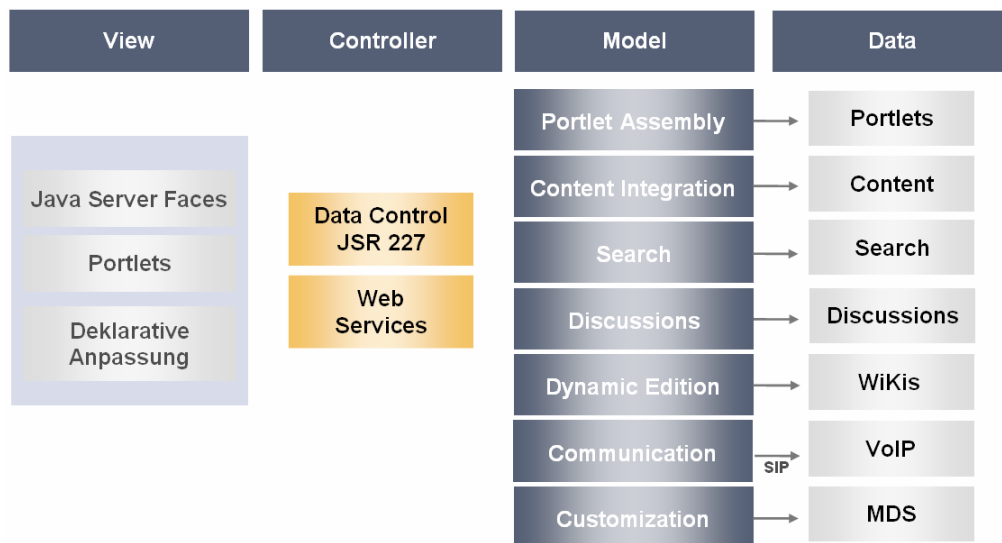 View
Controller
Model
Data
Java Server Faces
Portlets
Deklarative
Anpassung
Data Control
JSR 227
Web
Services
Portlet Assembly
Content Integration
Search
Discussions
Dynamic Edition
Communication
Customization
SIP
Portlets
Content
Search
Discussions
WiKis
VoIP
MDS